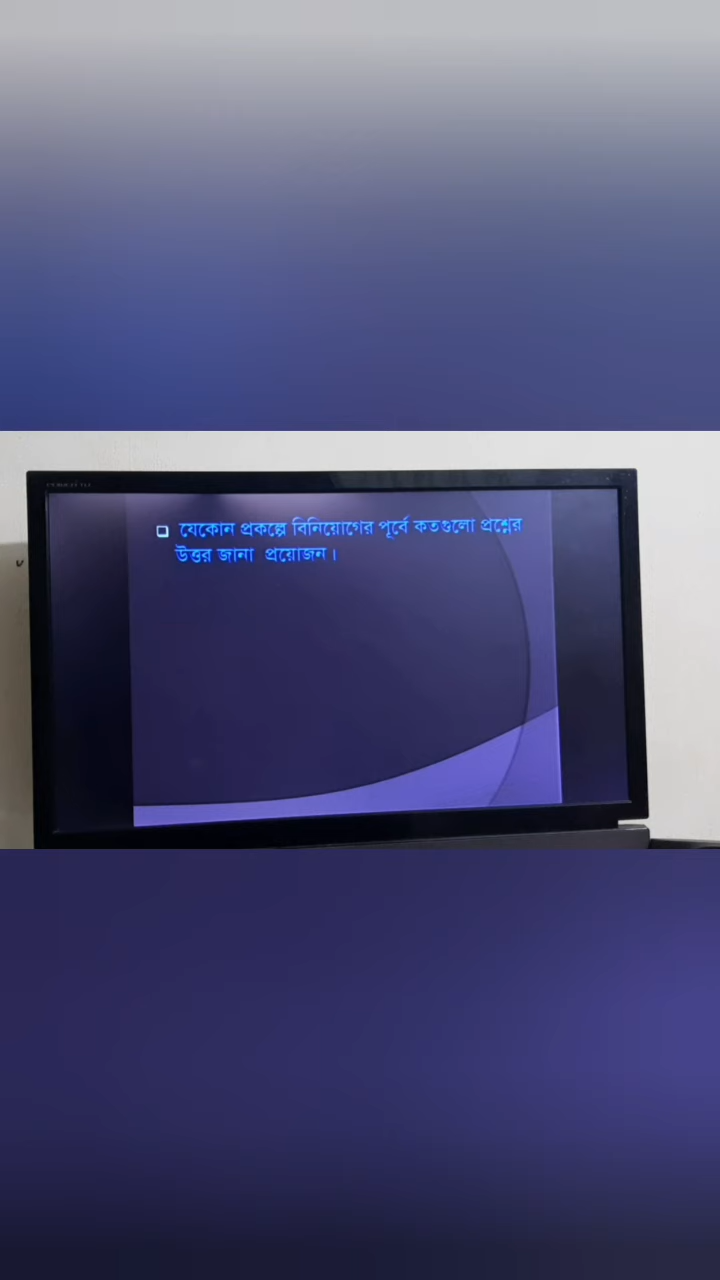 ❑ যেকোন প্রকল্পে বিনিয়োগের পূর্বে কতগুলো প্রশ্নের
উত্তর জানা প্রয়োজন।